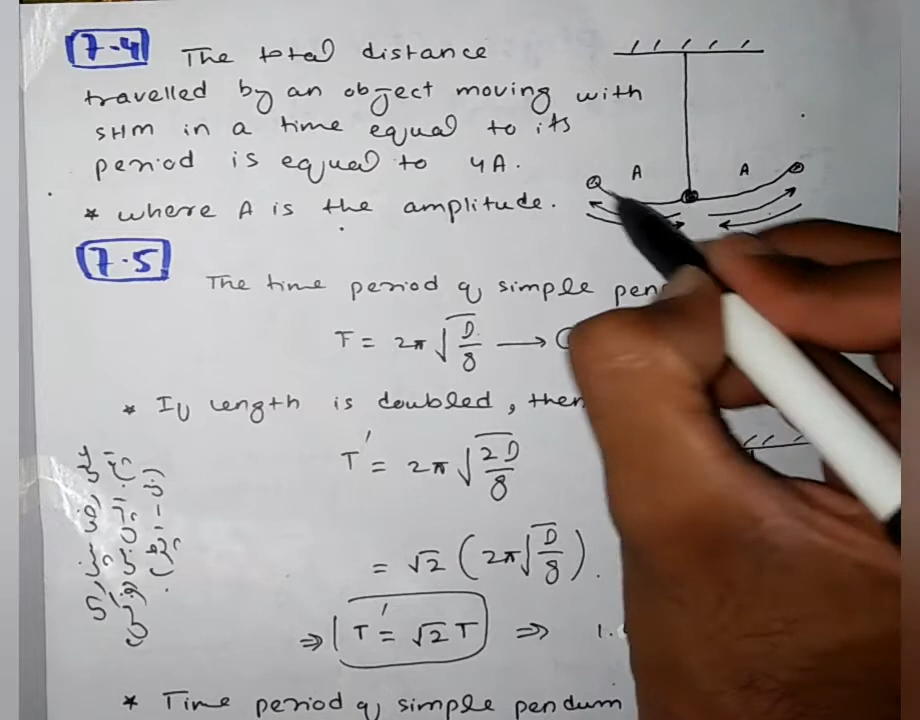 7-4 The total distance
travelled by an object moving with
SHM in a time equal to its
period is equal to 4A.
* where A is the amplitude.
A A
7.5
The time period of simple pen
T = 2π √(D/g) →
* If length is doubled, then
T' = 2π √(2D/g)
= √2 (2π √(D/g)).
⇒ T' = √2 T ⇒ 1.
* Time period of simple pendum